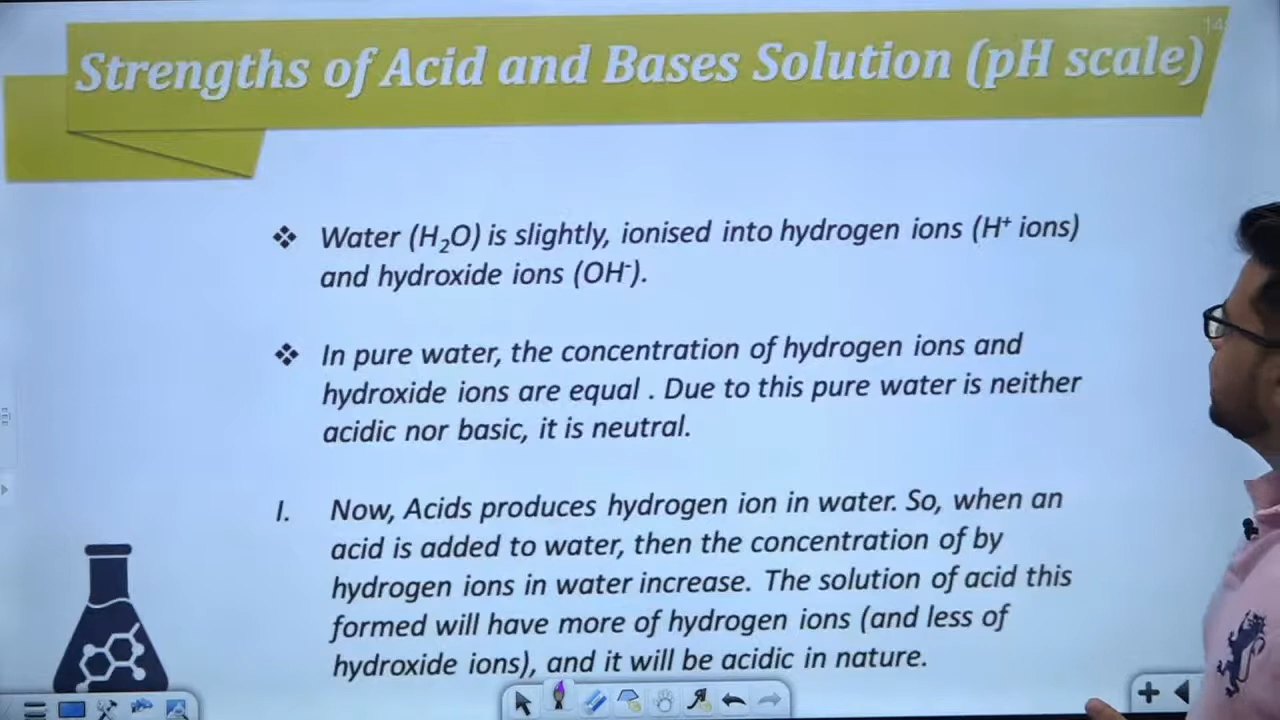 Strengths of Acid and Bases Solution (pH scale)
❖ Water (H₂O) is slightly, ionised into hydrogen ions (H⁺ ions)
and hydroxide ions (OH⁻).
❖ In pure water, the concentration of hydrogen ions and
hydroxide ions are equal . Due to this pure water is neither
acidic nor basic, it is neutral.
I. Now, Acids produces hydrogen ion in water. So, when an
acid is added to water, then the concentration of by
hydrogen ions in water increase. The solution of acid this
formed will have more of hydrogen ions (and less of
hydroxide ions), and it will be acidic in nature.